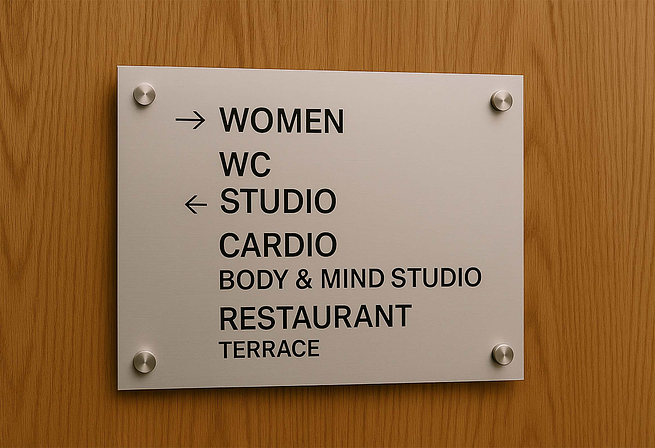 → WOMEN
WC
← STUDIO
CARDIO
BODY & MIND STUDIO
RESTAURANT
TERRACE